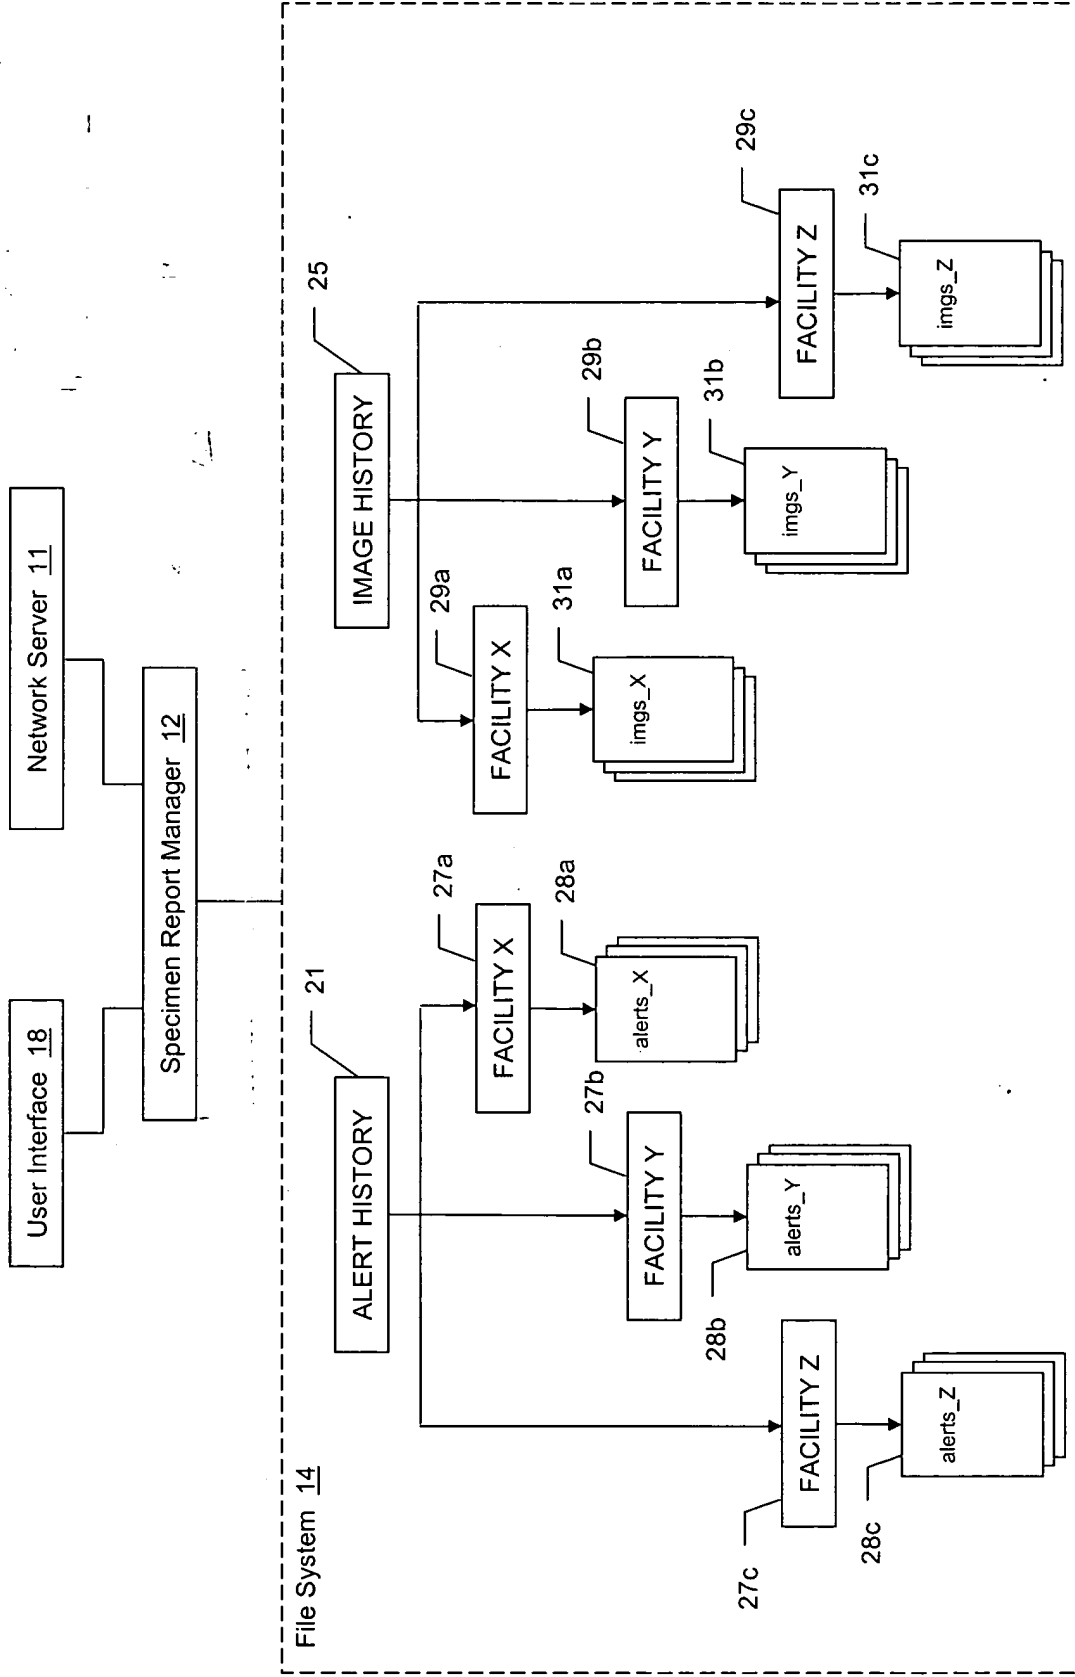 User Interface 18
Network Server 11
Specimen Report Manager 12
File System 14
ALERT HISTORY
21
IMAGE HISTORY
25
27a
FACILITY X
28a
alerts_X
27b
FACILITY Y
28b
alerts_Y
27c
FACILITY Z
28c
alerts_Z
29a
FACILITY X
31a
imgs_X
29b
FACILITY Y
31b
imgs_Y
29c
FACILITY Z
31c
imgs_Z